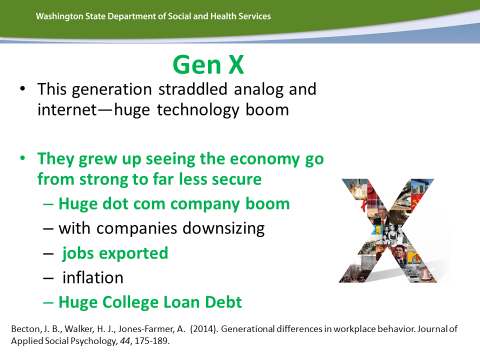 Washington State Department of Social and Health Services
Gen X
• This generation straddled analog and
internet—huge technology boom
• They grew up seeing the economy go
from strong to far less secure
– Huge dot com company boom
– with companies downsizing
– jobs exported
– inflation
– Huge College Loan Debt
Becton, J. B., Walker, H. J., Jones-Farmer, A. (2014). Generational differences in workplace behavior. Journal of
Applied Social Psychology, 44, 175-189.